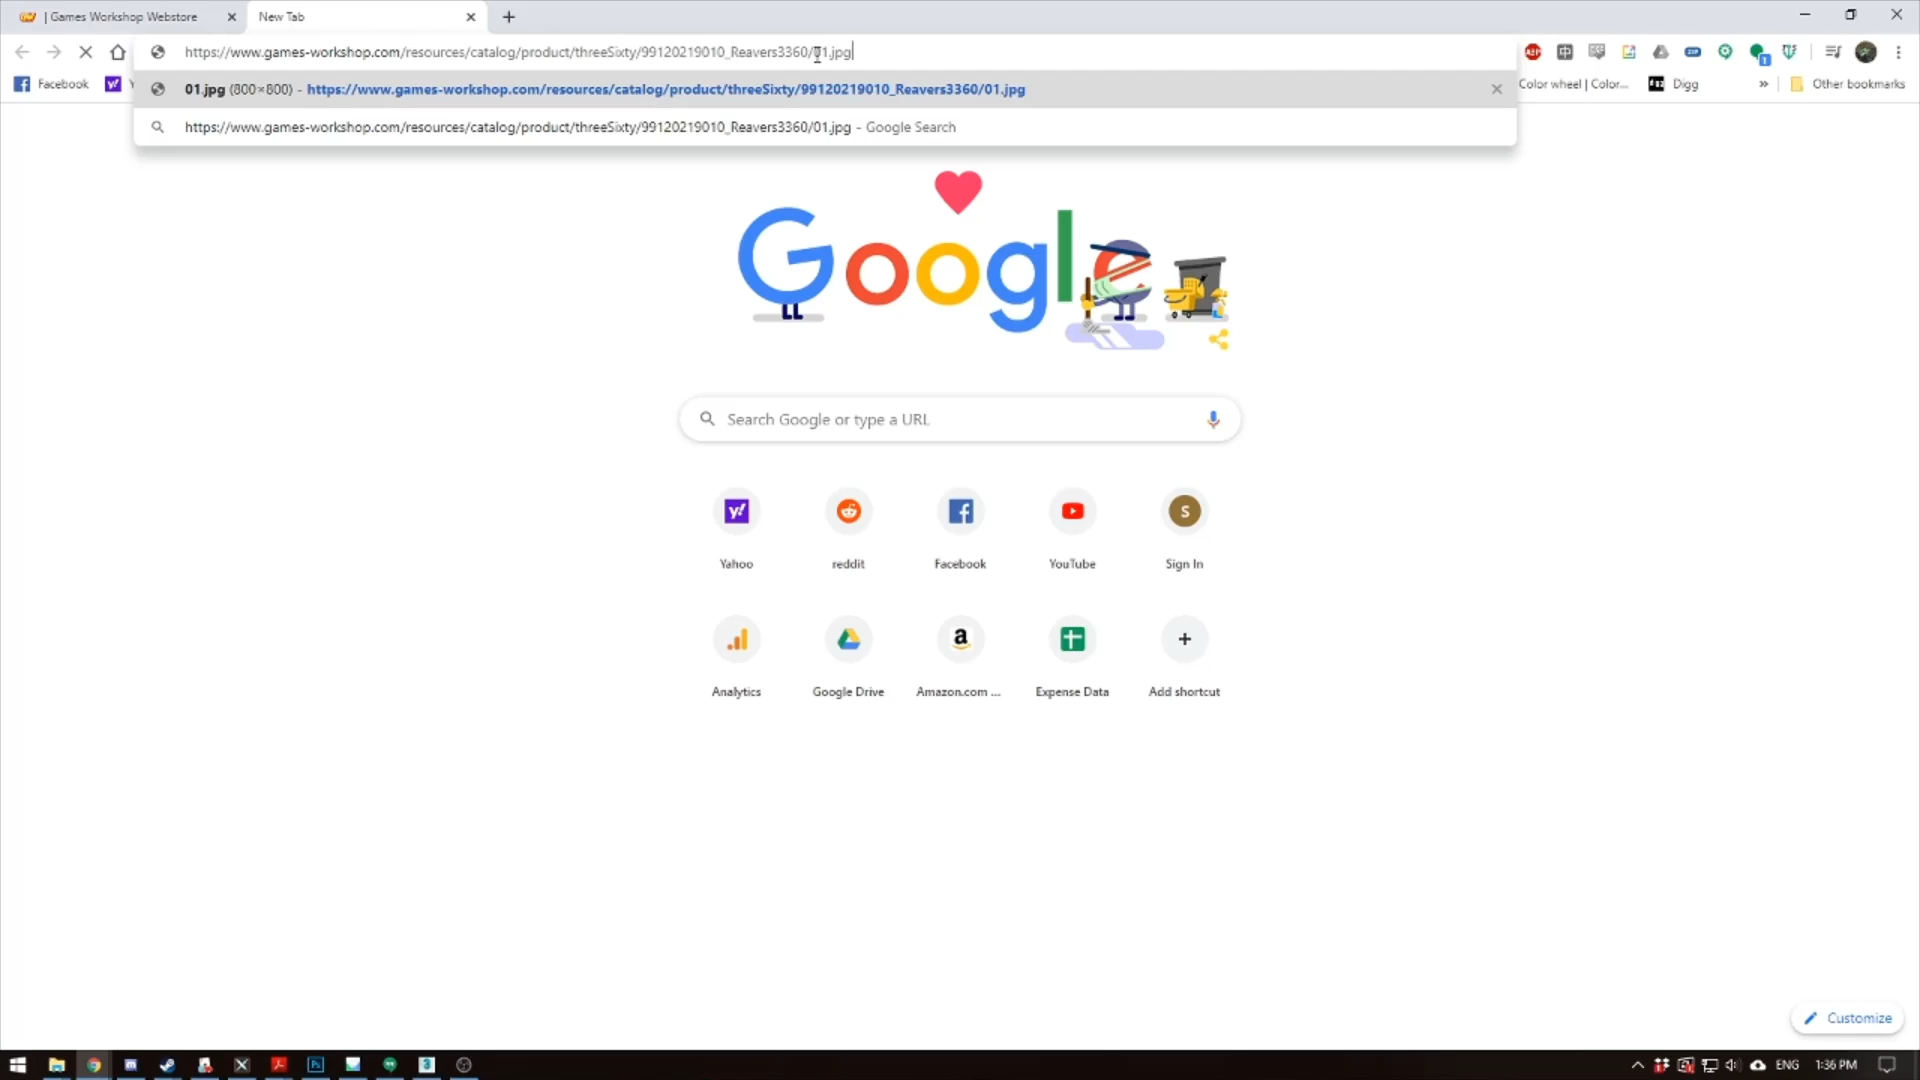 | Games Workshop Webstore
New Tab
https://www.games-workshop.com/resources/catalog/product/threeSixty/99120219010_Reavers3360/01.jpg
Facebook
Color wheel | Color...
Digg
»
Other bookmarks
01.jpg (800×800) - https://www.games-workshop.com/resources/catalog/product/threeSixty/99120219010_Reavers3360/01.jpg
https://www.games-workshop.com/resources/catalog/product/threeSixty/99120219010_Reavers3360/01.jpg - Google Search
Google
Search Google or type a URL
Yahoo
reddit
Facebook
YouTube
S
Sign In
Analytics
Google Drive
Amazon.com ...
Expense Data
Add shortcut
Customize
ENG
1:36 PM